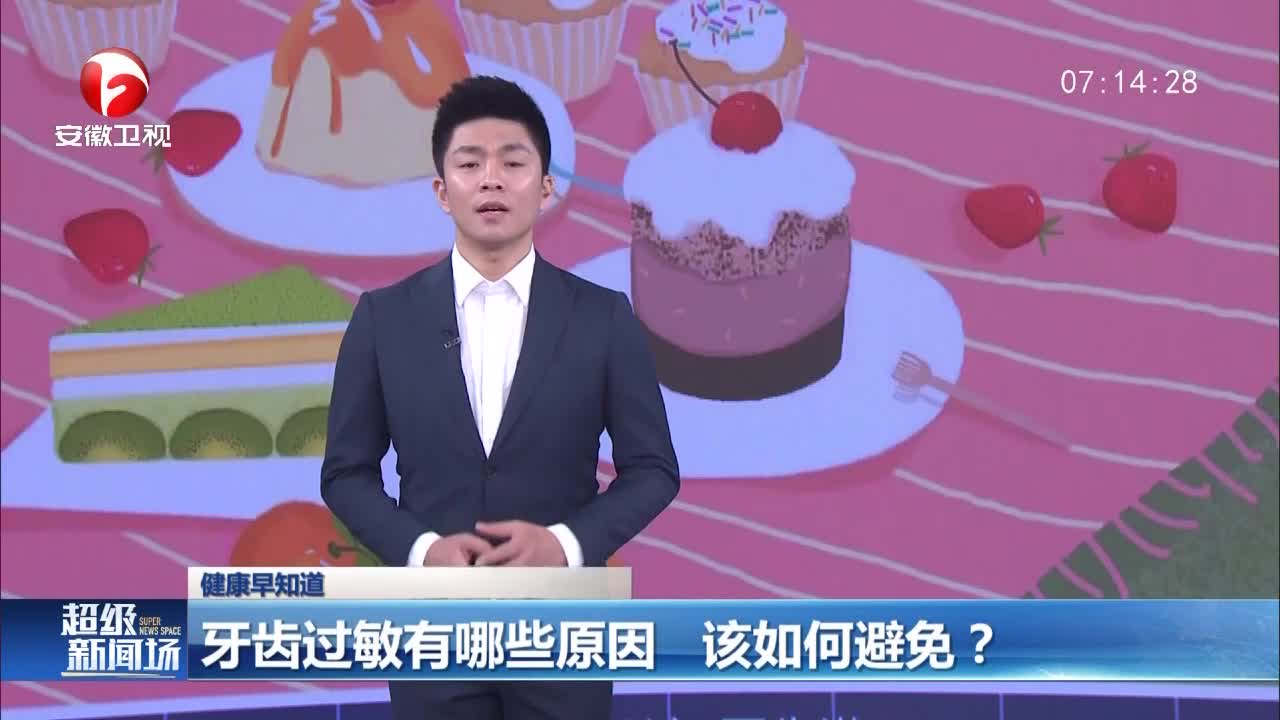 07:14:28
安徽卫视
健康早知道
超级
SUPER
NEWS SPACE
新闻场
牙齿过敏有哪些原因 该如何避免？